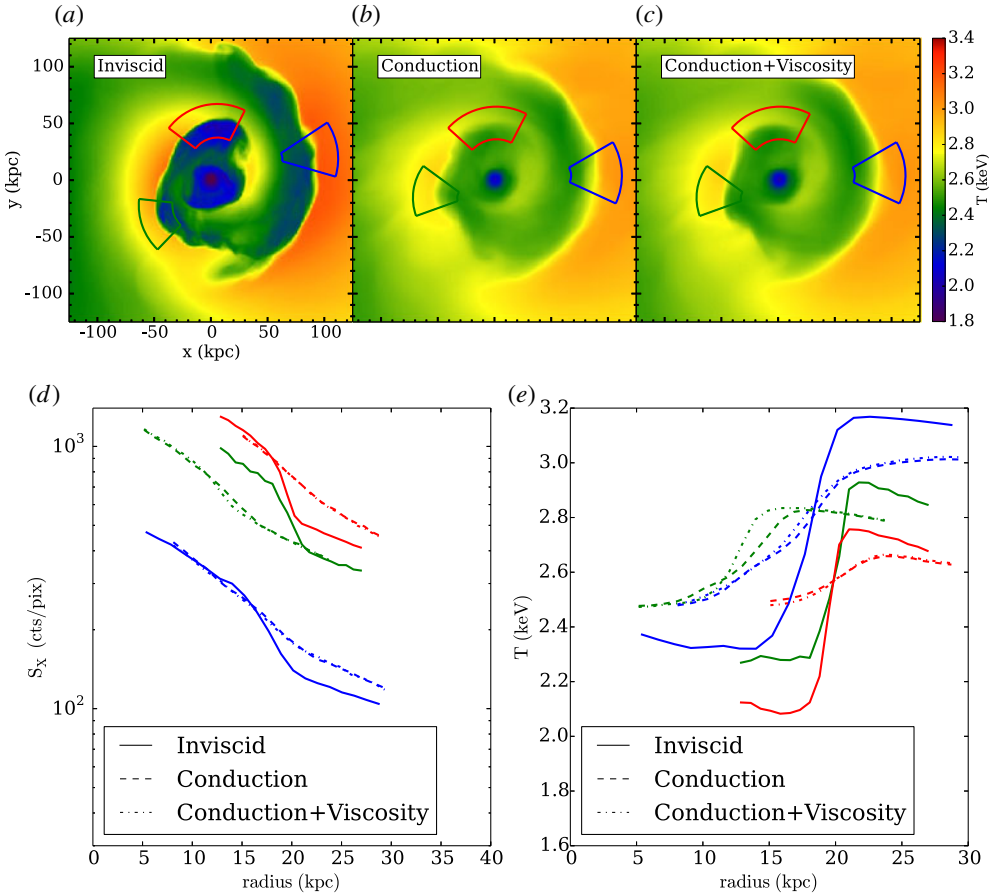 (a) (b) (c)
Inviscid Conduction Conduction+Viscosity
100
50
0
-50
-100
y (kpc)
-100 -50 0 50 100
x (kpc)
3.4
3.2
3.0
2.8
2.6
2.4
2.2
2.0
1.8
T (keV)
(d)
10³
10²
S_X (cts/pix)
Inviscid
Conduction
Conduction+Viscosity
0 5 10 15 20 25 30 35 40
radius (kpc)
(e)
3.2
3.0
2.8
2.6
2.4
2.2
2.0
1.8
1.6
T (keV)
Inviscid
Conduction
Conduction+Viscosity
0 5 10 15 20 25 30
radius (kpc)